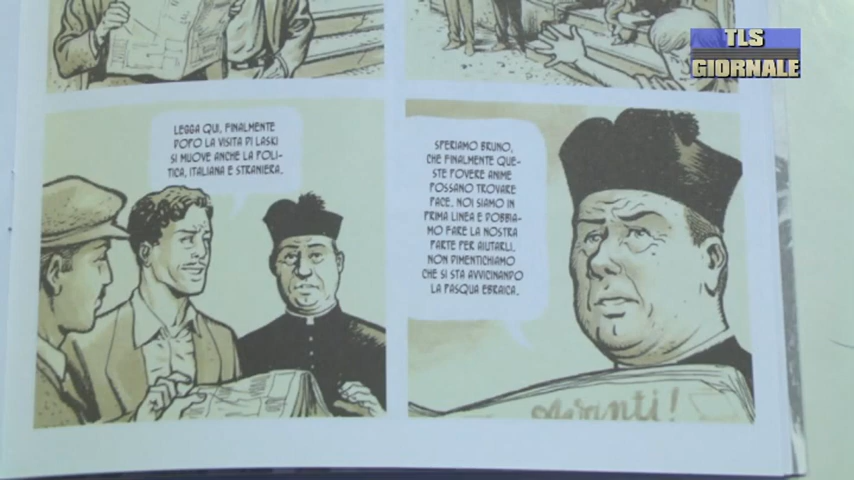 TLS
GIORNALE
LEGGA QUI, FINALMENTE
DOPO LA VISITA DI LASKI
SI MUOVE ANCHE LA POLI-
TICA, ITALIANA E STRANIERA.
SPERIAMO BRUNO,
CHE FINALMENTE QUE-
STE POVERE ANIME
POSSANO TROVARE
PACE. NOI SIAMO IN
PRIMA LINEA E DOBBIA-
MO FARE LA NOSTRA
PARTE PER AIUTARLI.
NON DIMENTICHIAMO
CHE SI STA AVVICINANDO
LA PASQUA EBRAICA.
Avanti!